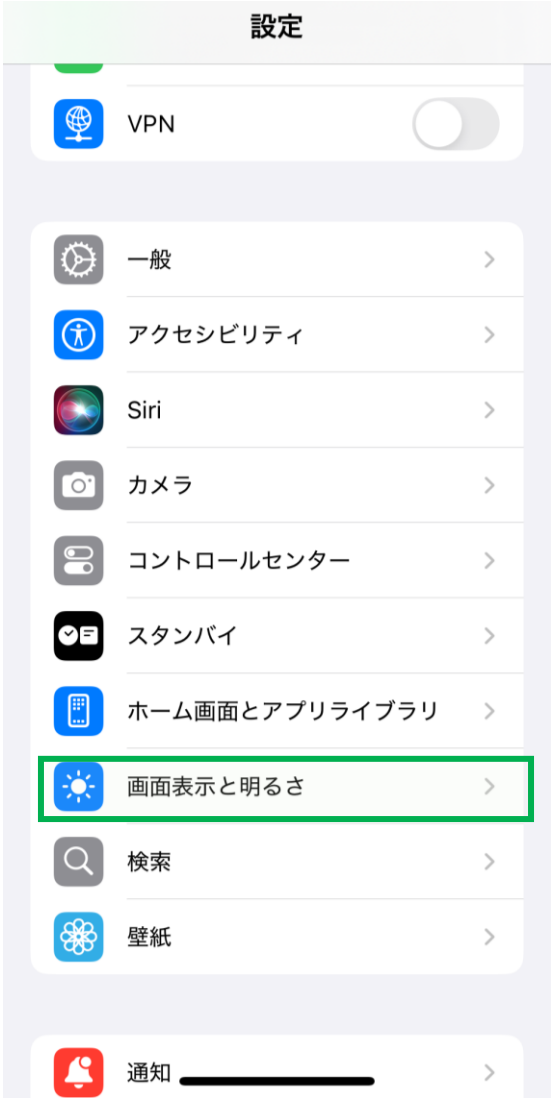 設定
VPN
一般
アクセシビリティ
Siri
カメラ
コントロールセンター
スタンバイ
ホーム画面とアプリライブラリ
画面表示と明るさ
検索
壁紙
通知